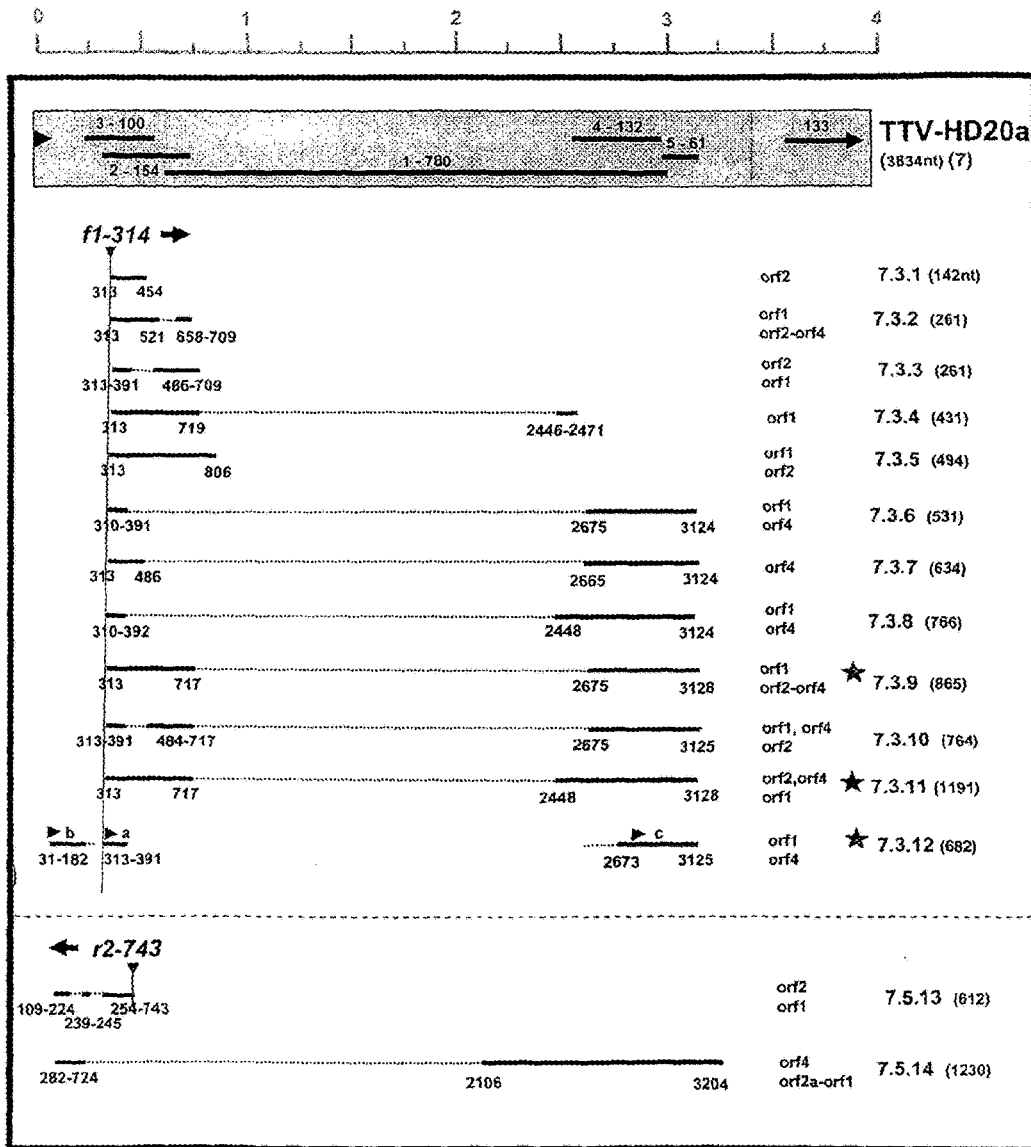 0 1 2 3 4
3 - 100 4 - 132 133 TTV-HD20a
5 - 61
2 - 154 1 - 780 (3834nt) (7)
f1-314
orf2 7.3.1 (142nt)
313 454
orf1 7.3.2 (261)
orf2-orf4
313 521 658-709
orf2 7.3.3 (261)
orf1
313-391 486-709
orf1 7.3.4 (431)
313 719 2446-2471
orf1 7.3.5 (494)
orf2
313 806
orf1 7.3.6 (531)
orf4
310-391 2675 3124
orf4 7.3.7 (634)
313 486 2665 3124
orf1 7.3.8 (766)
orf4
310-392 2448 3124
orf1 7.3.9 (865)
orf2-orf4
313 717 2675 3128
orf1, orf4 7.3.10 (764)
orf2
313-391 484-717 2675 3125
orf2,orf4 7.3.11 (1191)
orf1
313 717 2448 3128
b a c orf1 7.3.12 (682)
orf4
31-182 313-391 2673 3125
r2-743
orf2 7.5.13 (612)
orf1
109-224 254-743
239-245
orf4 7.5.14 (1230)
orf2a-orf1
282-724 2106 3204